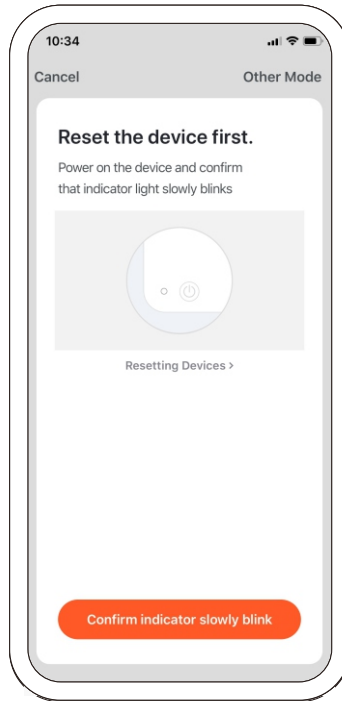 10:34
Cancel Other Mode
Reset the device first.
Power on the device and confirm
that indicator light slowly blinks
Resetting Devices >
Confirm indicator slowly blink